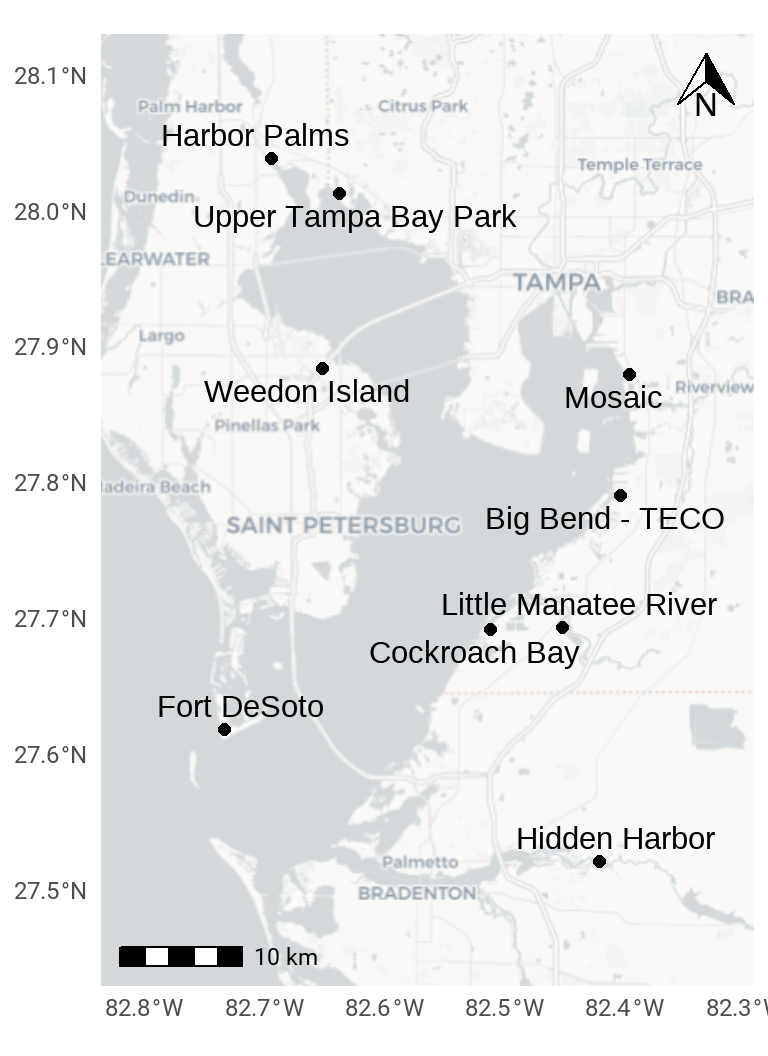 28.1°N
Palm Harbor
Citrus Park
N
Harbor Palms
Temple Terrace
Dunedin
28.0°N
Upper Tampa Bay Park
LEARWATER
TAMPA
BRA
Largo
27.9°N
Weedon Island
Mosaic
Riverview
Pinellas Park
27.8°N
adeira Beach
Big Bend - TECO
SAINT PETERSBURG
Little Manatee River
27.7°N
Cockroach Bay
Fort DeSoto
27.6°N
Hidden Harbor
Palmetto
27.5°N
BRADENTON
10 km
82.8°W 82.7°W 82.6°W 82.5°W 82.4°W 82.3°W